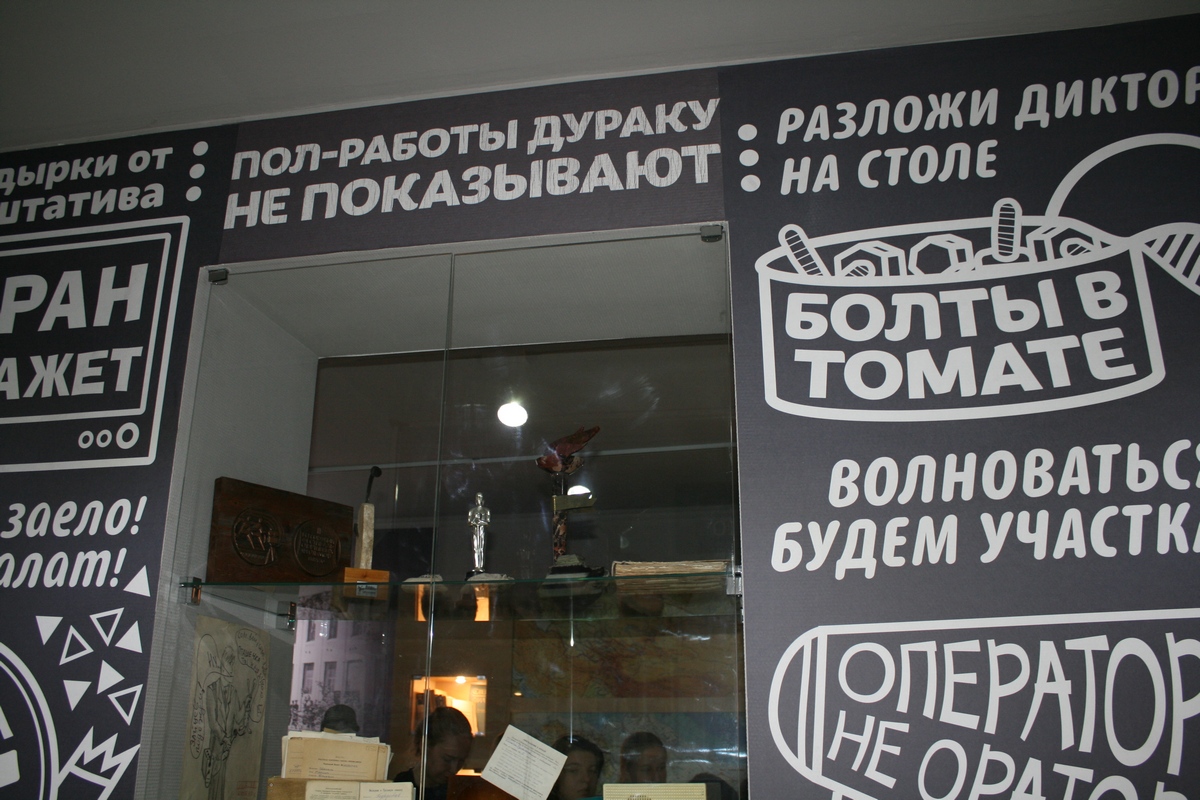 дырки от
штатива
РАН
АЖЕТ
заело!
алат!
ПОЛ-РАБОТЫ ДУРАКУ
НЕ ПОКАЗЫВАЮТ
РАЗЛОЖИ ДИКТОР
НА СТОЛЕ
БОЛТЫ В
ТОМАТЕ
ВОЛНОВАТЬСЯ
БУДЕМ УЧАСТКА
ОПЕРАТОР
НЕ ОРАТО